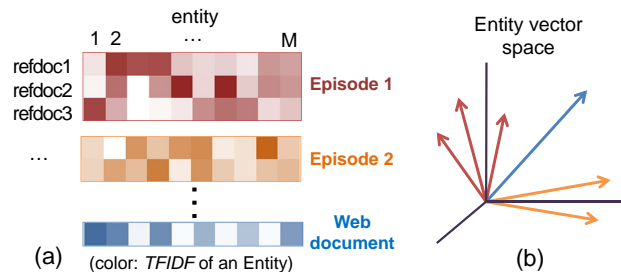 entity
1 2 ... M
refdoc1
refdoc2
refdoc3
Episode 1
... Episode 2
Web
document
(a)
(color: TFIDF of an Entity)
Entity vector
space
(b)